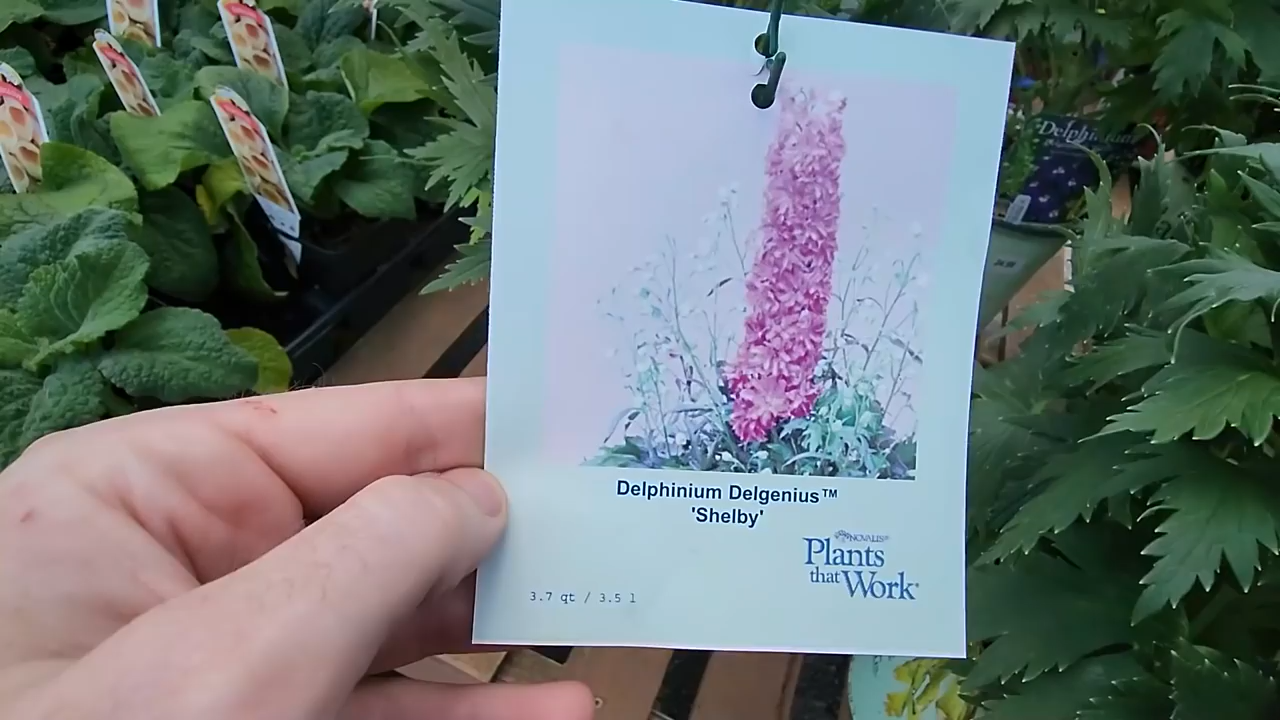 Delphinium Delgenius™
'Shelby'
NOVALIS®
Plants
that Work®
3.7 qt / 3.5 l